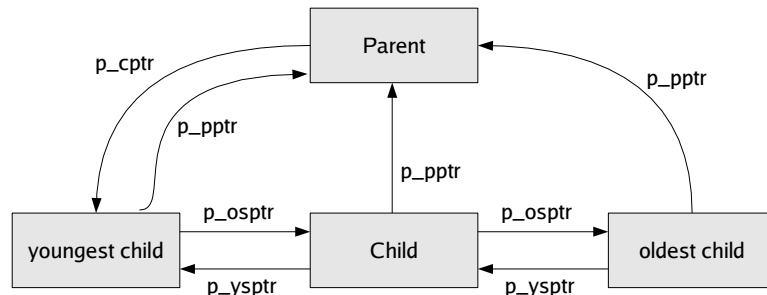 Parent
p_cptr
p_pptr
p_pptr
p_pptr
p_osptr
p_osptr
youngest child
Child
oldest child
p_ysptr
p_ysptr